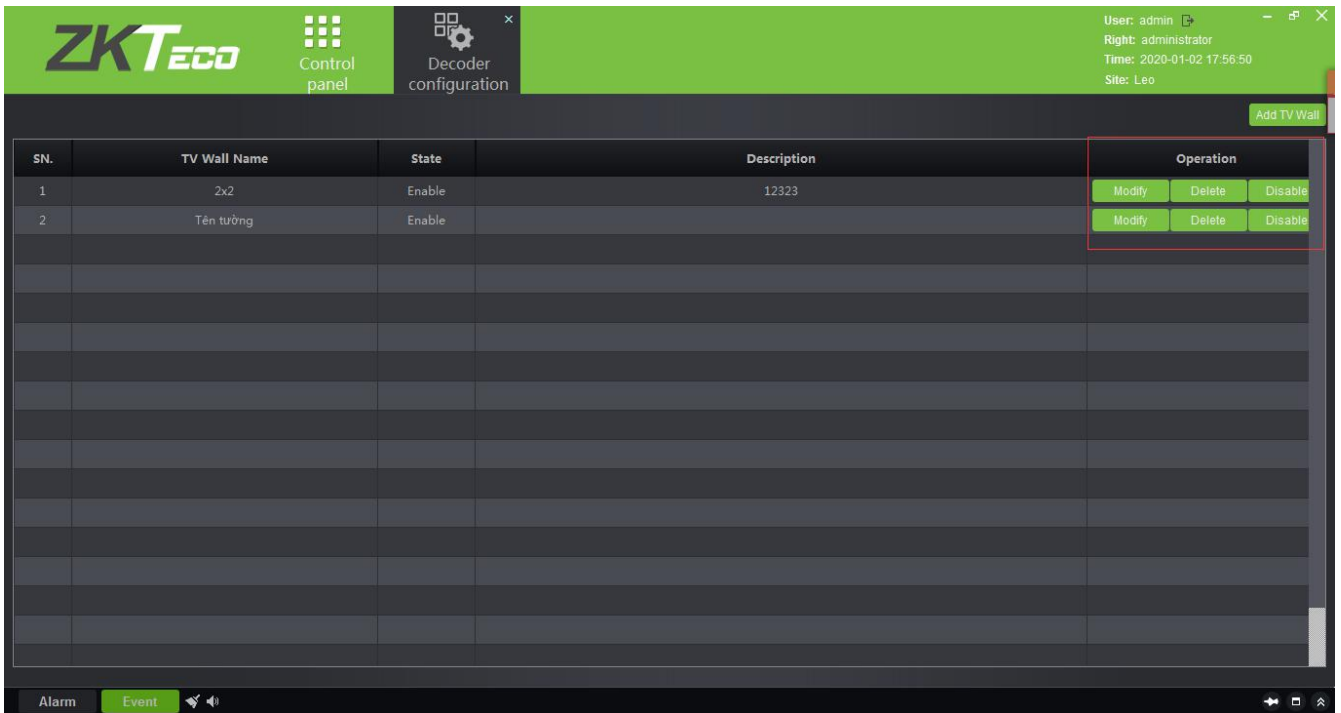 ZKTeco
Control
panel
Decoder
configuration
User: admin
Right: administrator
Time: 2020-01-02 17:56:50
Site: Leo
Add TV Wall
SN. TV Wall Name State Description Operation
1 2x2 Enable 12323 Modify Delete Disable
2 Tên tường Enable Modify Delete Disable
Alarm Event